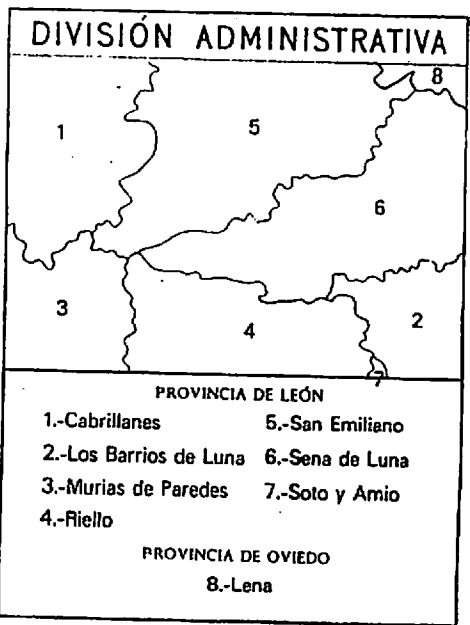 DIVISIÓN ADMINISTRATIVA
8
1
5
6
3
4
2
7
PROVINCIA DE LEÓN
1.-Cabrillanes 5.-San Emiliano
2.-Los Barrios de Luna 6.-Sena de Luna
3.-Murias de Paredes 7.-Soto y Amio
4.-Riello
PROVINCIA DE OVIEDO
8.-Lena